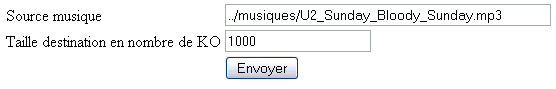 Source musique ../musiques/U2_Sunday_Bloody_Sunday.mp3
Taille destination en nombre de KO 1000
Envoyer